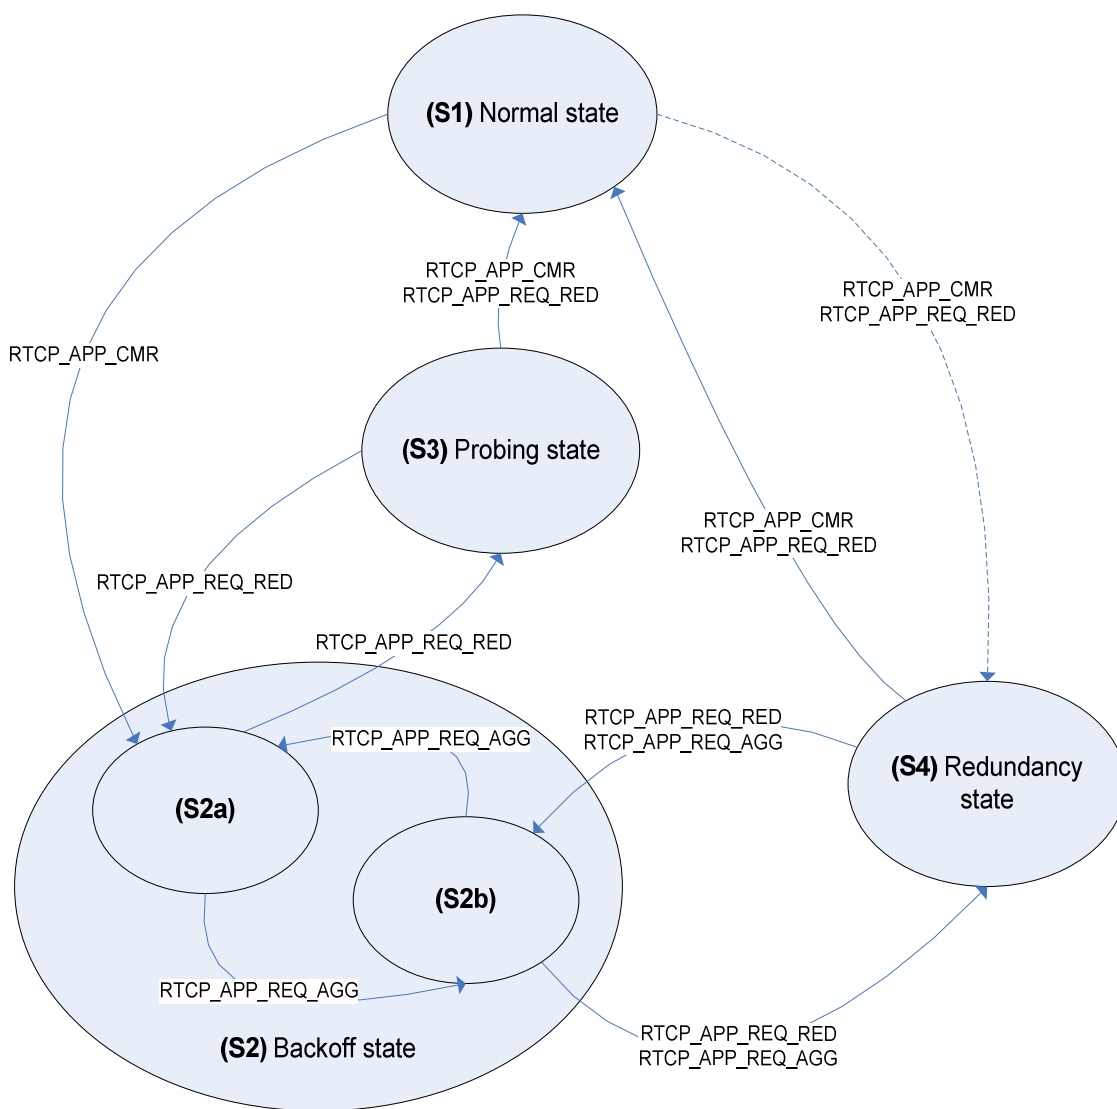 (S1) Normal state
RTCP_APP_CMR
RTCP_APP_REQ_RED
RTCP_APP_CMR
RTCP_APP_REQ_RED
RTCP_APP_CMR
(S3) Probing state
RTCP_APP_CMR
RTCP_APP_REQ_RED
RTCP_APP_REQ_RED
RTCP_APP_REQ_RED
RTCP_APP_REQ_RED
RTCP_APP_REQ_AGG
RTCP_APP_REQ_AGG
(S4) Redundancy
state
(S2a)
(S2b)
RTCP_APP_REQ_AGG
RTCP_APP_REQ_RED
RTCP_APP_REQ_AGG
(S2) Backoff state